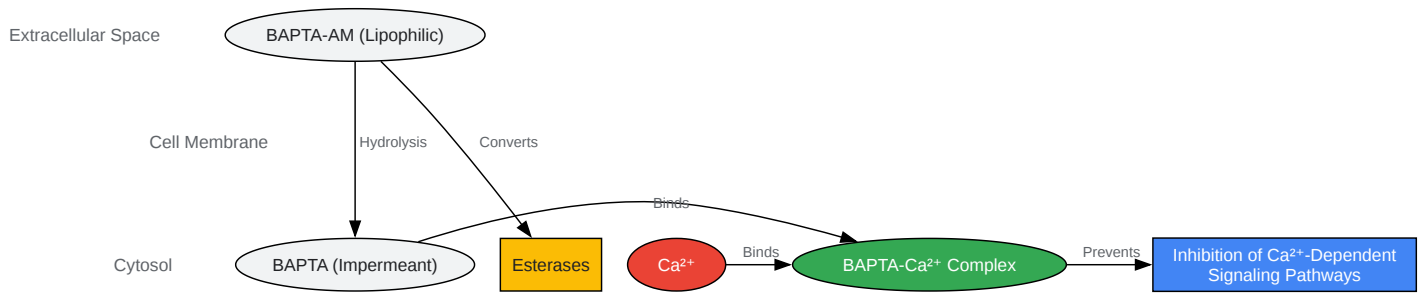 Extracellular Space
BAPTA-AM (Lipophilic)
Cell Membrane
Hydrolysis
Converts
Binds
Cytosol
BAPTA (Impermeant)
Esterases
Ca²⁺
Binds
BAPTA-Ca²⁺ Complex
Prevents
Inhibition of Ca²⁺-Dependent
Signaling Pathways